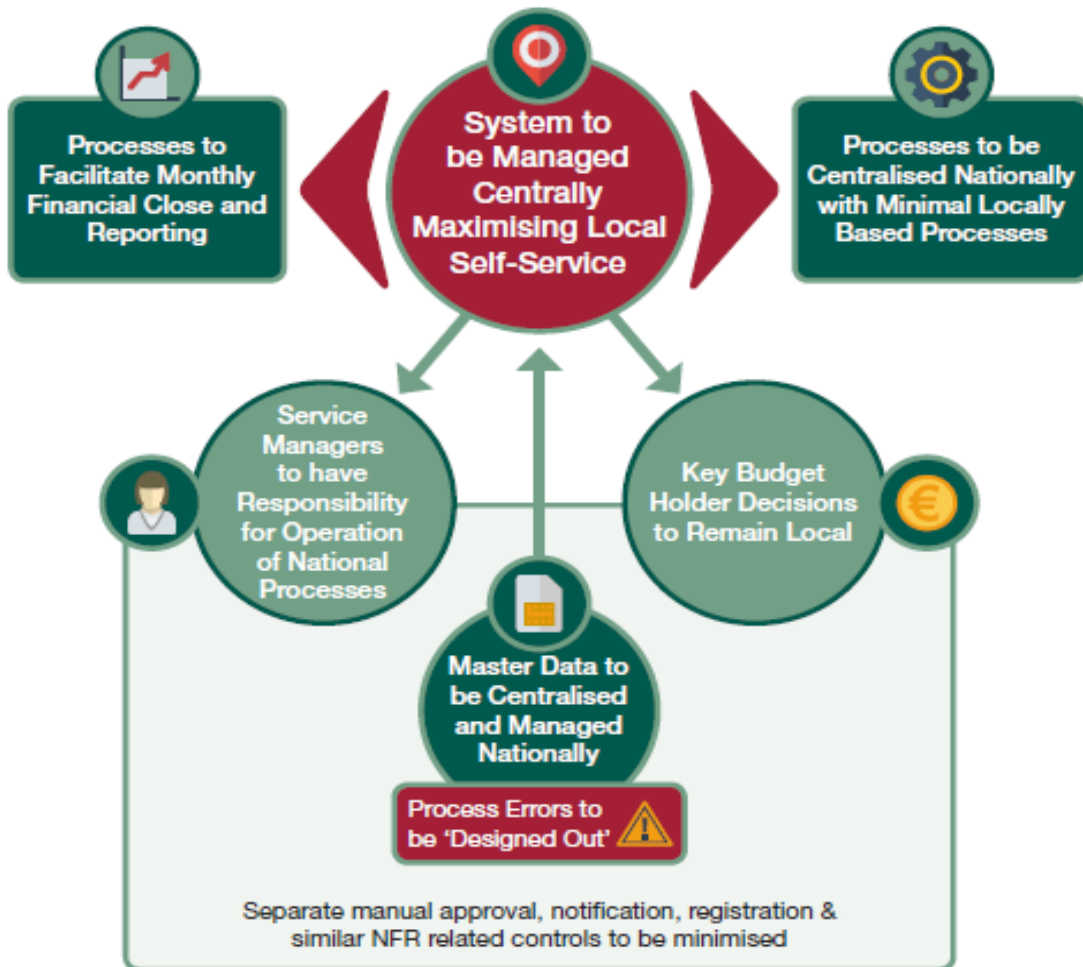 System to
be Managed
Centrally
Maximising Local
Self-Service
Processes to
Facilitate Monthly
Financial Close and
Reporting
Processes to be
Centralised Nationally
with Minimal Locally
Based Processes
Service
Managers
to have
Responsibility
for Operation
of National
Processes
Key Budget
Holder Decisions
to Remain Local
€
Master Data to
be Centralised
and Managed
Nationally
Process Errors to
be ‘Designed Out’
!
Separate manual approval, notification, registration &
similar NFR related controls to be minimised